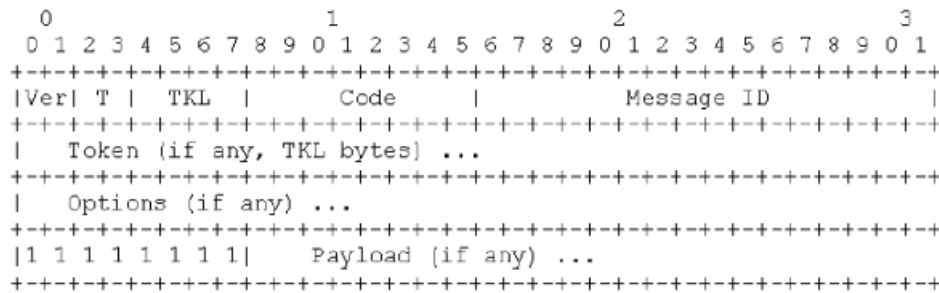 0                   1                   2                   3
 0 1 2 3 4 5 6 7 8 9 0 1 2 3 4 5 6 7 8 9 0 1 2 3 4 5 6 7 8 9 0 1
+-+-+-+-+-+-+-+-+-+-+-+-+-+-+-+-+-+-+-+-+-+-+-+-+-+-+-+-+-+-+-+-+
|Ver| T |  TKL  |      Code     |          Message ID           |
+-+-+-+-+-+-+-+-+-+-+-+-+-+-+-+-+-+-+-+-+-+-+-+-+-+-+-+-+-+-+-+-+
|   Token (if any, TKL bytes) ...
+-+-+-+-+-+-+-+-+-+-+-+-+-+-+-+-+-+-+-+-+-+-+-+-+-+-+-+-+-+-+-+-+
|   Options (if any) ...
+-+-+-+-+-+-+-+-+-+-+-+-+-+-+-+-+-+-+-+-+-+-+-+-+-+-+-+-+-+-+-+-+
|1 1 1 1 1 1 1 1|    Payload (if any) ...
+-+-+-+-+-+-+-+-+-+-+-+-+-+-+-+-+-+-+-+-+-+-+-+-+-+-+-+-+-+-+-+-+